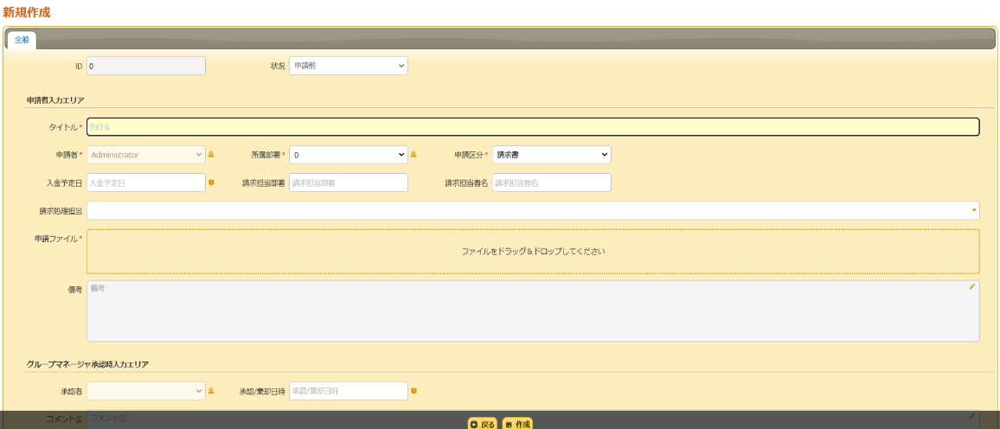 新規作成
全般
ID 0 状況 申請前
申請者入力エリア
タイトル* タイトル
申請者* Administrator 所属部署* 0 申請区分* 請求書
入金予定日 入金予定日 請求担当部署 請求担当部署 請求担当者名 請求担当者名
請求処理担当
申請ファイル*
ファイルをドラッグ&ドロップしてください
備考 備考
グループマネージャ承認時入力エリア
承認者 承認/棄却日時 承認/棄却日時
コメント① コメント①
戻る 作成